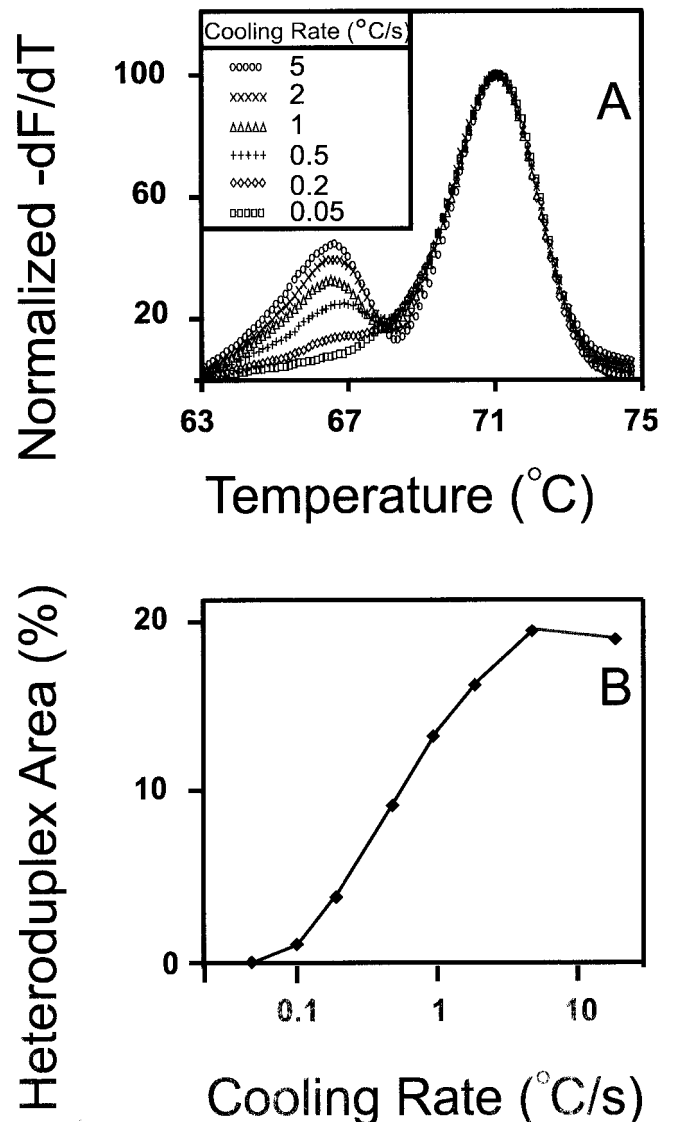 Normalized -dF/dT
Cooling Rate (°C/s)
5
2
1
0.5
0.2
0.05
A
100
60
20
63 67 71 75
Temperature (°C)
Heteroduplex Area (%)
B
20
10
0
0.1 1 10
Cooling Rate (°C/s)